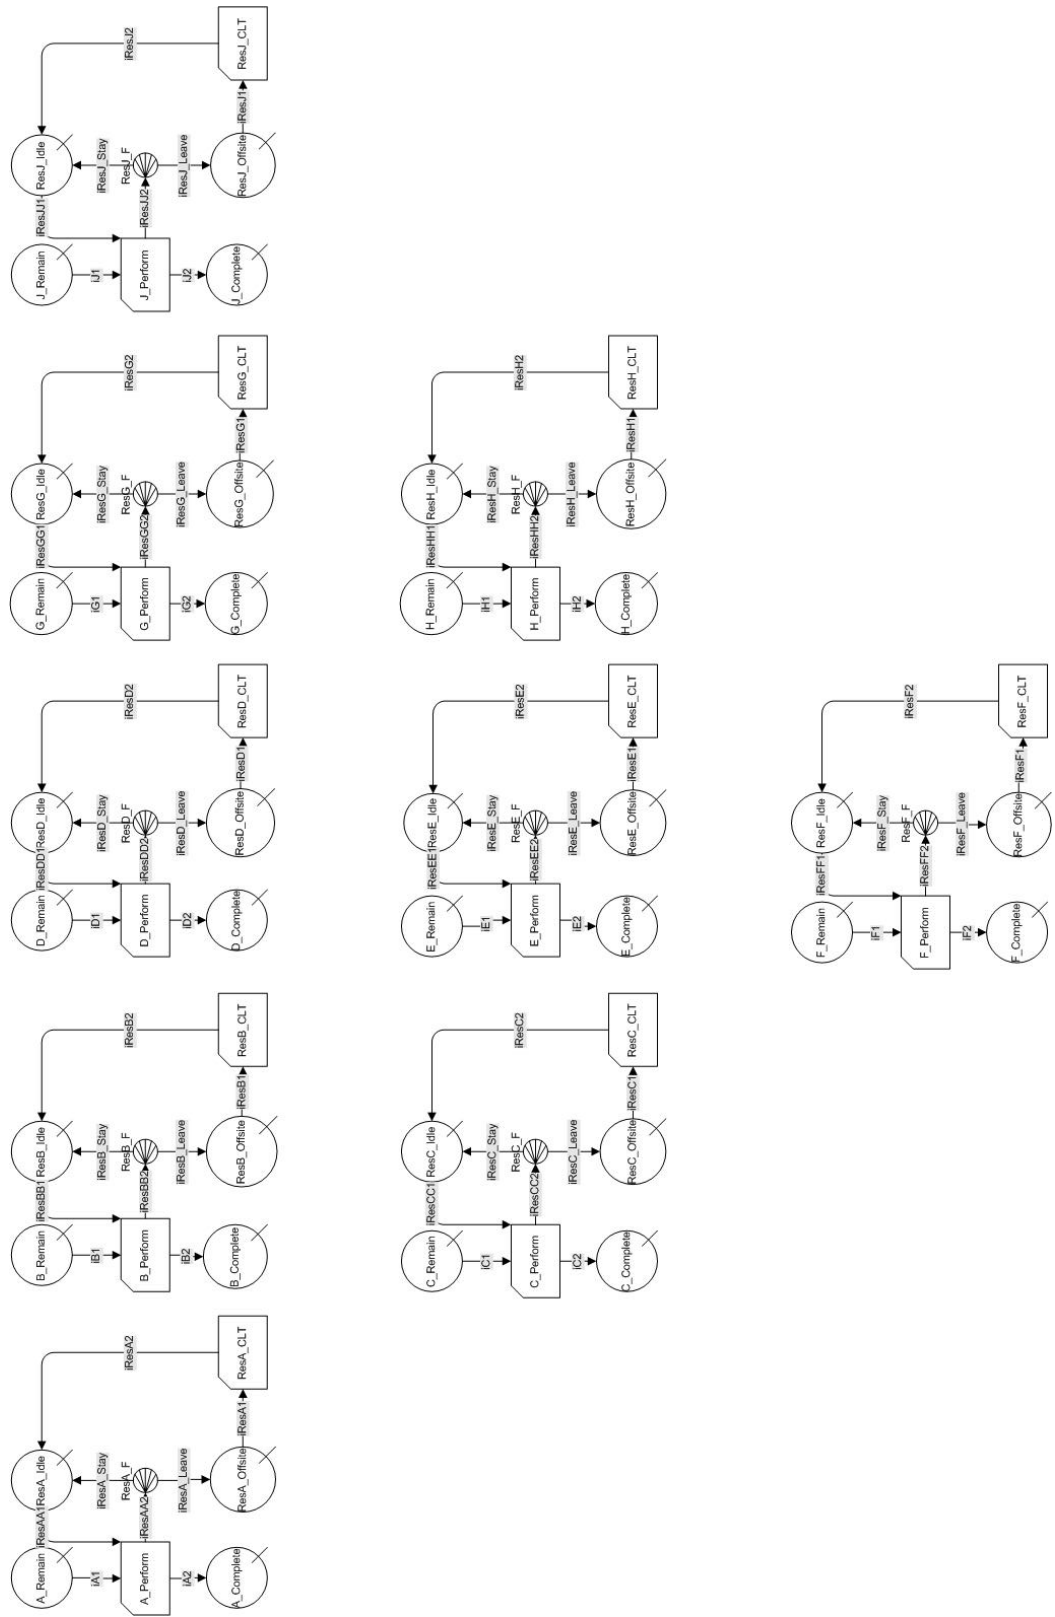 J_Remain
iJ1
J_Perform
iJ2
J_Complete
iResJJ1
ResJ_Idle
iResJ_Stay
ResJ_F
iResJJ2
iResJ_Leave
ResJ_Offsite
iResJ1
ResJ_CLT
iResJ2
G_Remain
iG1
G_Perform
iG2
G_Complete
iResGG1
ResG_Idle
iResG_Stay
ResG_F
iResGG2
iResG_Leave
ResG_Offsite
iResG1
ResG_CLT
iResG2
H_Remain
iH1
H_Perform
iH2
H_Complete
iResHH1
ResH_Idle
iResH_Stay
ResH_F
iResHH2
iResH_Leave
ResH_Offsite
iResH1
ResH_CLT
iResH2
D_Remain
iD1
D_Perform
iD2
D_Complete
iResDD1
ResD_Idle
iResD_Stay
ResD_F
iResDD2
iResD_Leave
ResD_Offsite
iResD1
ResD_CLT
iResD2
E_Remain
iE1
E_Perform
iE2
E_Complete
iResEE1
ResE_Idle
iResE_Stay
ResE_F
iResEE2
iResE_Leave
ResE_Offsite
iResE1
ResE_CLT
iResE2
F_Remain
iF1
F_Perform
iF2
F_Complete
iResFF1
ResF_Idle
iResF_Stay
ResF_F
iResFF2
iResF_Leave
ResF_Offsite
iResF1
ResF_CLT
iResF2
B_Remain
iB1
B_Perform
iB2
B_Complete
iResBB1
ResB_Idle
iResB_Stay
ResB_F
iResBB2
iResB_Leave
ResB_Offsite
iResB1
ResB_CLT
iResB2
C_Remain
iC1
C_Perform
iC2
C_Complete
iResCC1
ResC_Idle
iResC_Stay
ResC_F
iResCC2
iResC_Leave
ResC_Offsite
iResC1
ResC_CLT
iResC2
A_Remain
iA1
A_Perform
iA2
A_Complete
iResAA1
ResA_Idle
iResA_Stay
ResA_F
iResAA2
iResA_Leave
ResA_Offsite
iResA1
ResA_CLT
iResA2